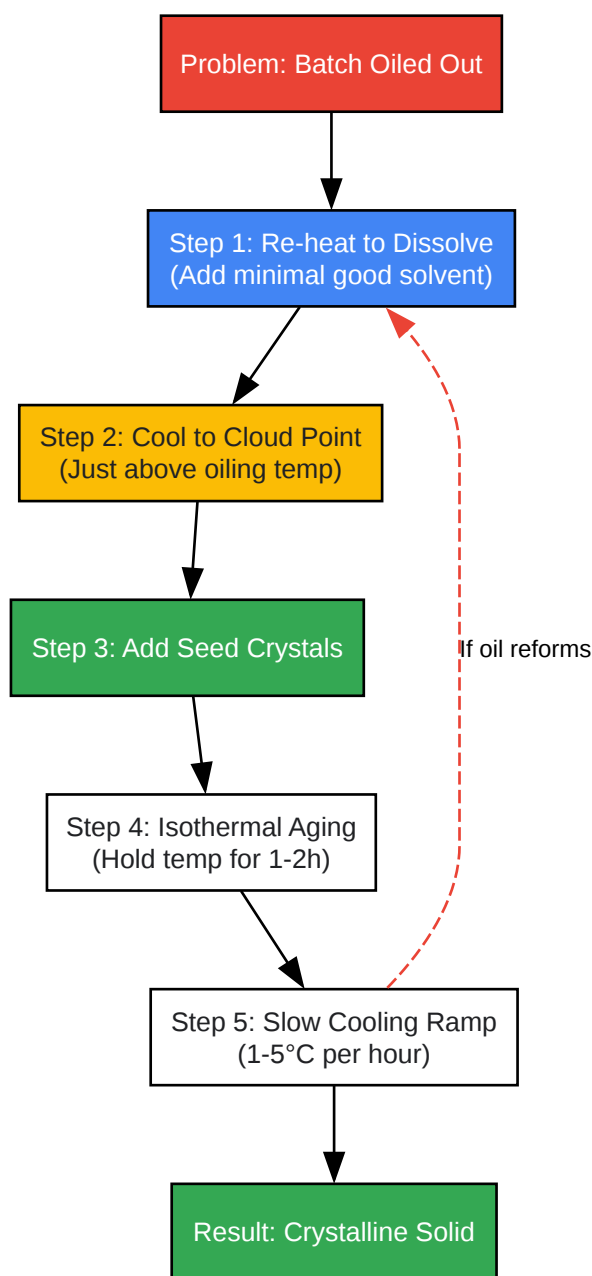 Problem: Batch Oiled Out
Step 1: Re-heat to Dissolve
(Add minimal good solvent)
Step 2: Cool to Cloud Point
(Just above oiling temp)
Step 3: Add Seed Crystals
If oil reforms
Step 4: Isothermal Aging
(Hold temp for 1-2h)
Step 5: Slow Cooling Ramp
(1-5°C per hour)
Result: Crystalline Solid